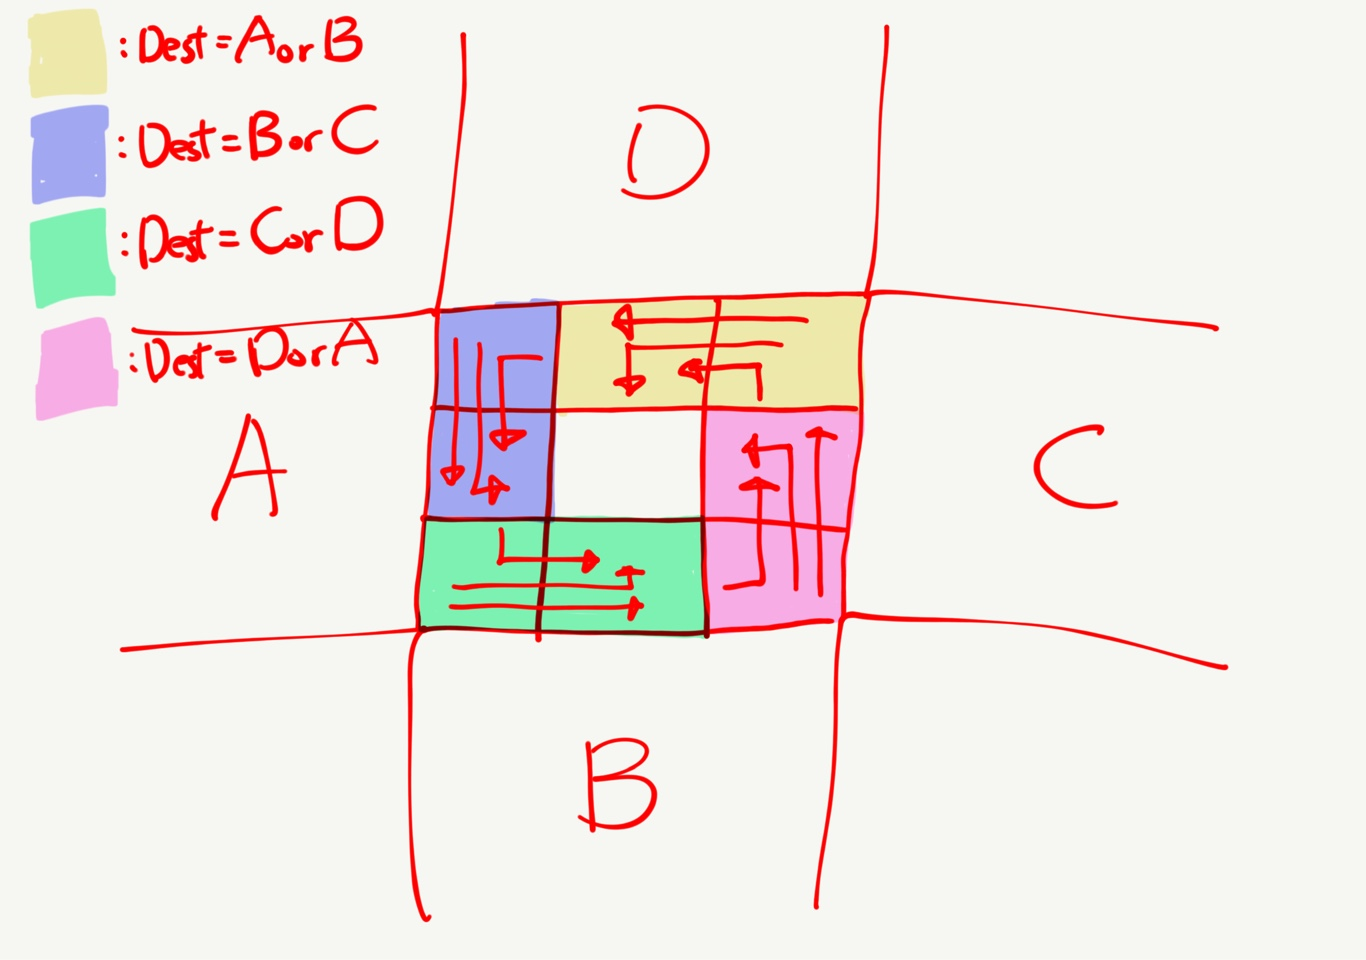 : Dest = A or B
: Dest = B or C
: Dest = C or D
: Dest = D or A
D
A
C
B